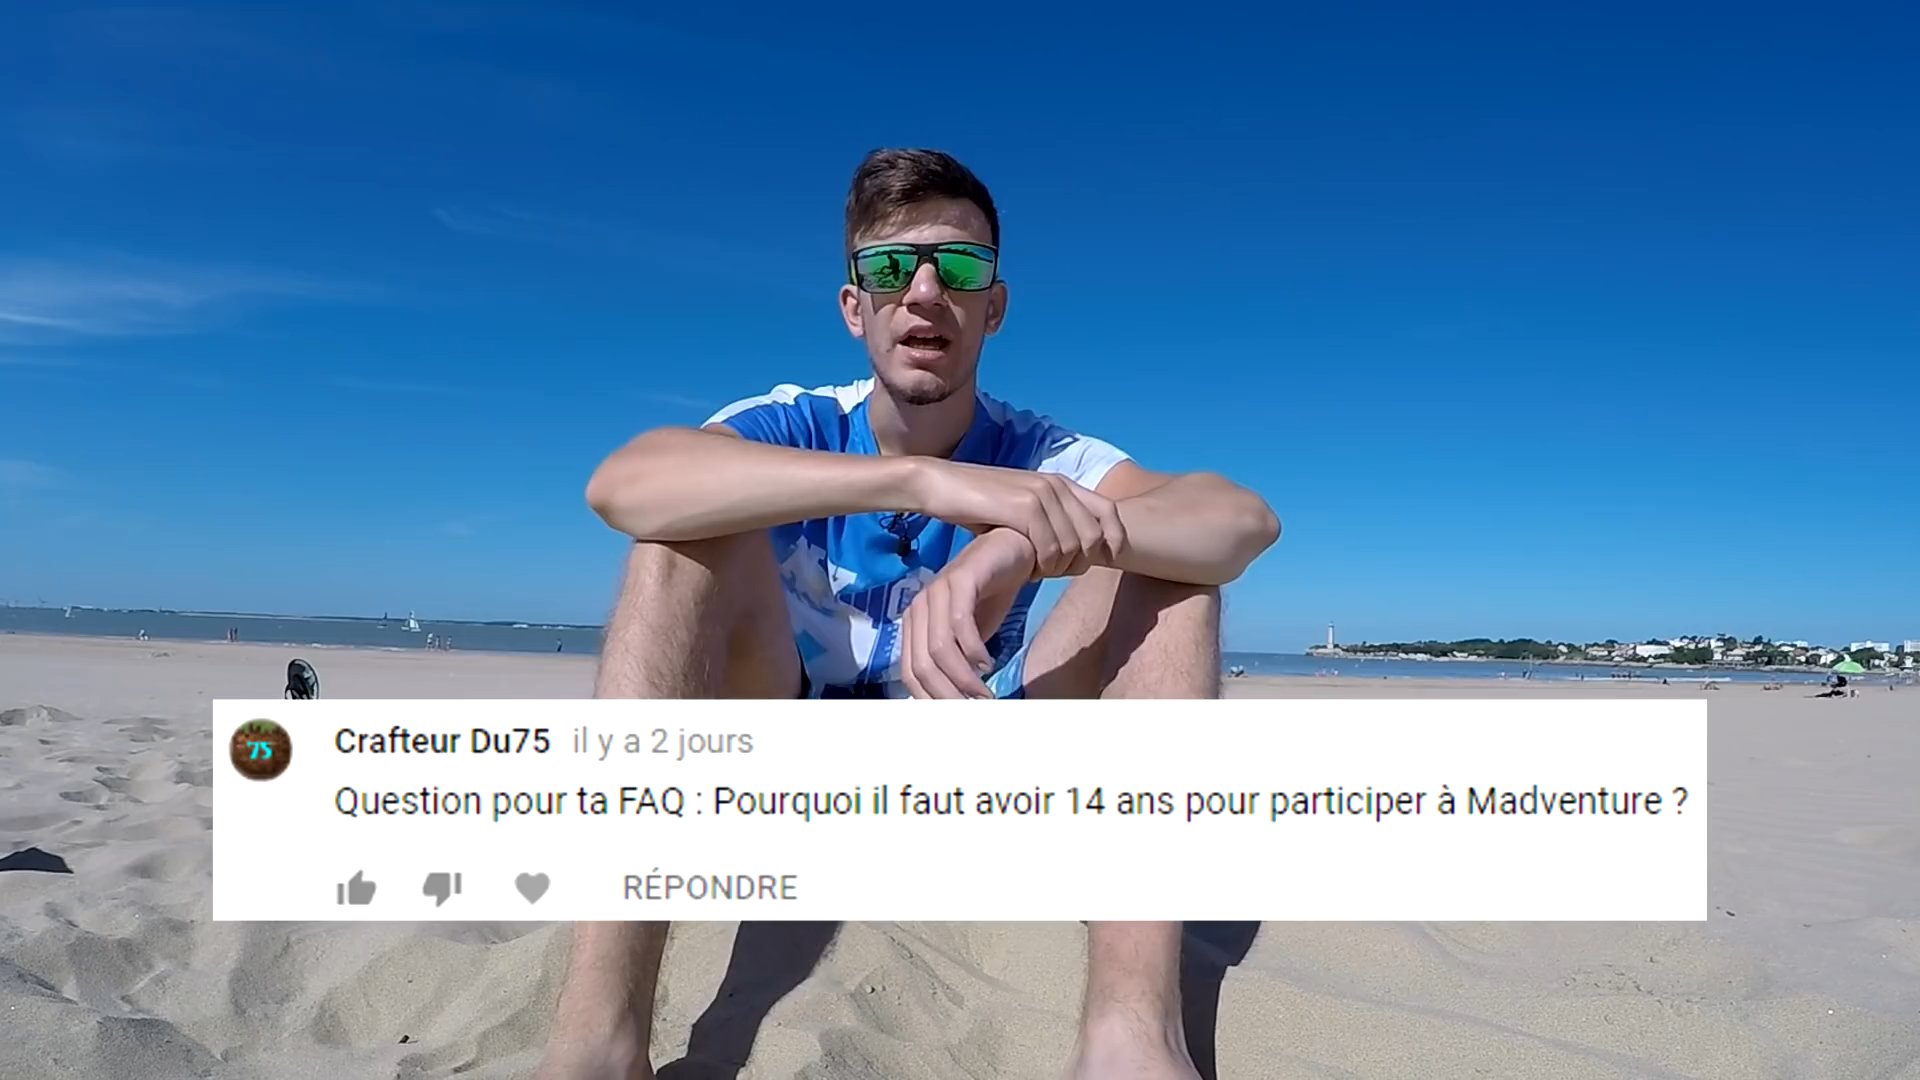 75
Crafteur Du75 il y a 2 jours
Question pour ta FAQ : Pourquoi il faut avoir 14 ans pour participer à Madventure ?
RÉPONDRE